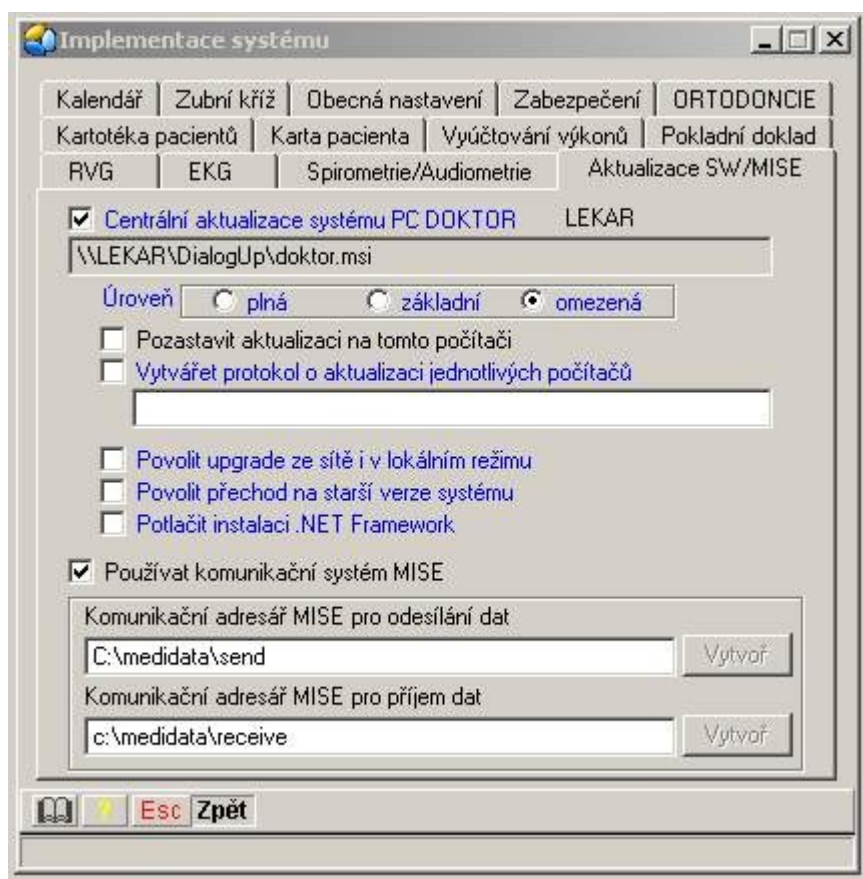 Implementace systému
Kalendář Zubní kříž Obecná nastavení Zabezpečení ORTODONCIE
Kartotéka pacientů Karta pacienta Vyúčtování výkonů Pokladní doklad
RVG EKG Spirometrie/Audiometrie Aktualizace SW/MISE
Centrální aktualizace systému PC DOKTOR LEKAR
\\LEKAR\DialogUp\doktor.msi
Úroveň plná základní omezená
Pozastavit aktualizaci na tomto počítači
Vytvářet protokol o aktualizaci jednotlivých počítačů
Povolit upgrade ze sítě i v lokálním režimu
Povolit přechod na starší verze systému
Potlačit instalaci .NET Framework
Používat komunikační systém MISE
Komunikační adresář MISE pro odesílání dat
C:\medidata\send Vytvoř
Komunikační adresář MISE pro příjem dat
c:\medidata\receive Vytvoř
? Esc Zpět